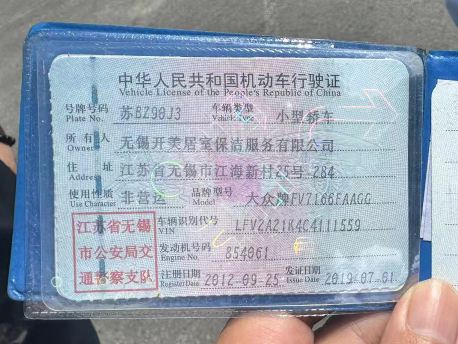 中华人民共和国机动车行驶证
Vehicle License of the People's Republic of China
号牌号码 苏BZ98J3 车辆类型 小型轿车
Plate No. Vehicle Type
所有人 无锡开美居室保洁服务有限公司
Owner
住址 江苏省无锡市江海新村25号-284
Address
使用性质 非营运 品牌型号 大众牌FV7166FAAGG
Use Character Model
江苏省无锡 车辆识别代号 LFV2A21K4C4111559
VIN
市公安局交 发动机号码 854061
Engine No.
通警察支队 注册日期 2012-09-25 发证日期 2019-07-01
Register Date Issue Date